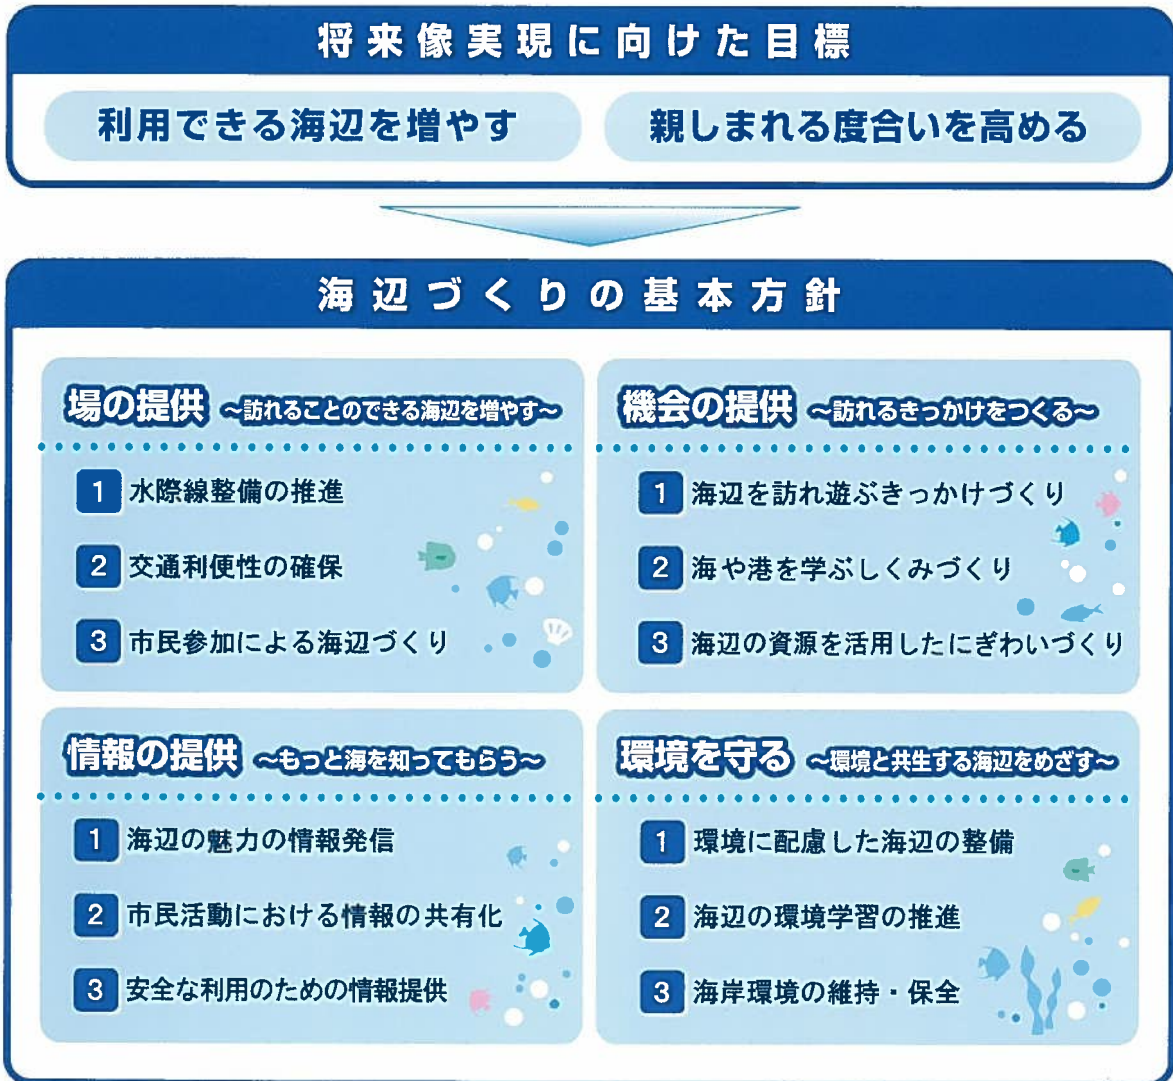 将来像実現に向けた目標
利用できる海辺を増やす
親しまれる度合いを高める
海辺づくりの基本方針
場の提供 ～訪れることのできる海辺を増やす～
1 水際線整備の推進
2 交通利便性の確保
3 市民参加による海辺づくり
機会の提供 ～訪れるきっかけをつくる～
1 海辺を訪れ遊ぶきっかけづくり
2 海や港を学ぶしくみづくり
3 海辺の資源を活用したにぎわいづくり
情報の提供 ～もっと海を知ってもらう～
1 海辺の魅力の情報発信
2 市民活動における情報の共有化
3 安全な利用のための情報提供
環境を守る ～環境と共生する海辺をめざす～
1 環境に配慮した海辺の整備
2 海辺の環境学習の推進
3 海岸環境の維持・保全